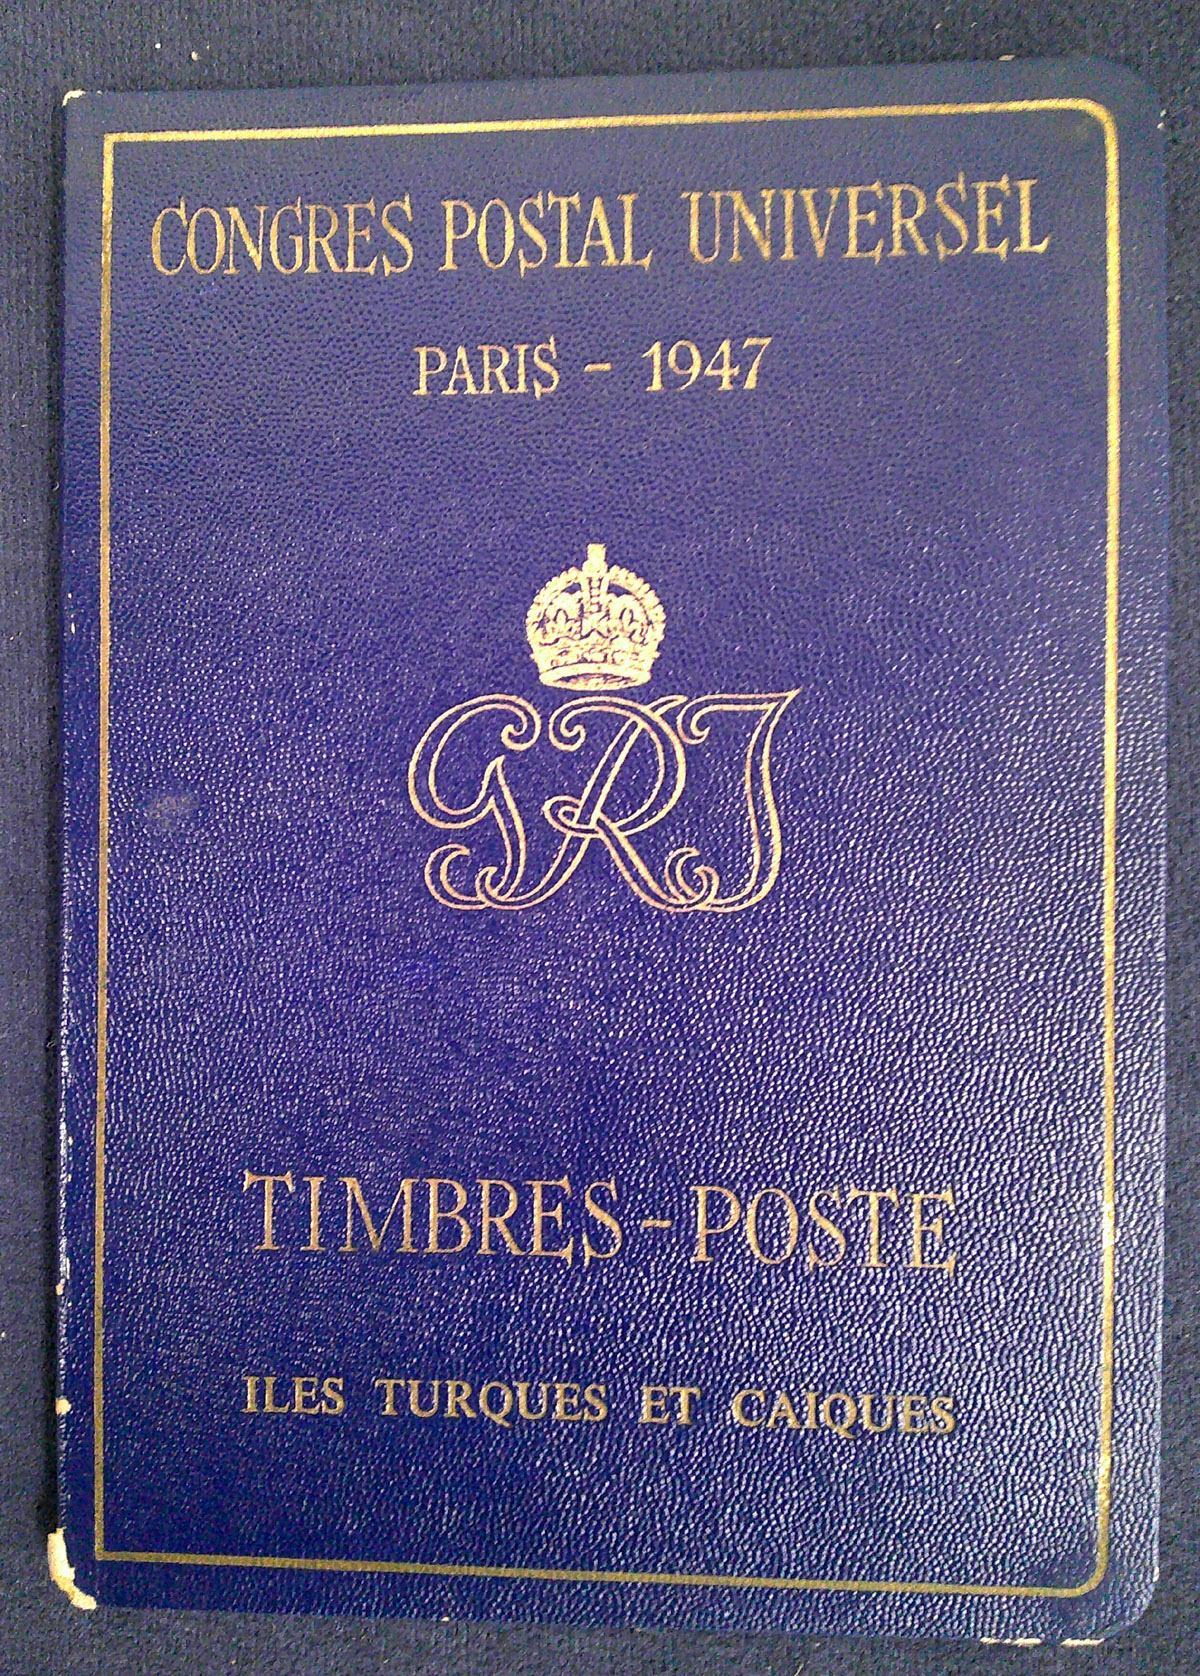 CONGRES POSTAL UNIVERSEL
PARIS - 1947
GRI
TIMBRES-POSTE
ILES TURQUES ET CAIQUES